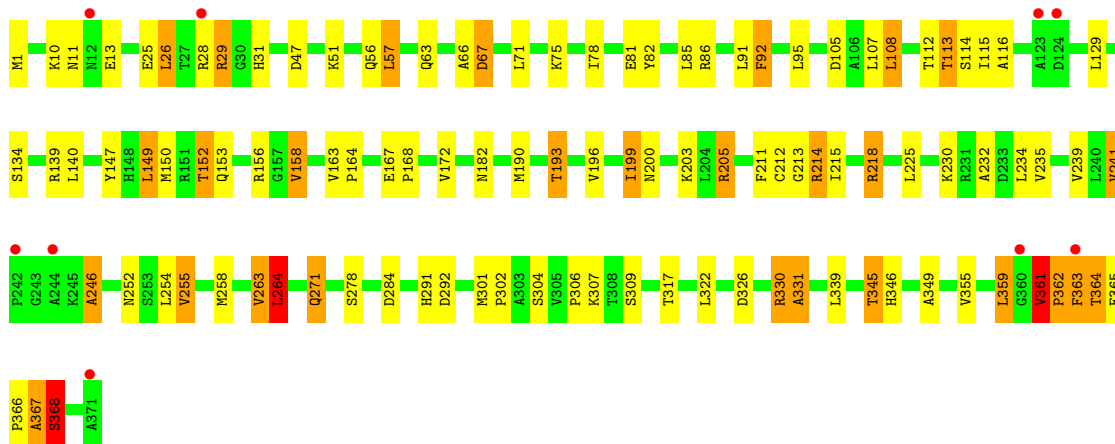 M1 K10 N11 N12 E13 E25 L26 T27 R28 R29 G30 H31 D47 K51 Q56 L57 Q63 A66 D67 L71 K75 I78 E81 Y82 L85 R86 L91 F92 L95 D105 A106 L107 L108 T112 T113 S114 I115 A116 A123 D124 L129
S134 R139 L140 Y147 H148 L149 M150 R151 T152 Q153 R156 G157 V158 V163 P164 E167 P168 V172 N182 M190 T193 V196 I199 N200 K203 L204 R205 F211 C212 G213 R214 I215 R218 L225 K230 R231 A232 D233 L234 V235 V239 L240
P242 G243 A244 K245 A246 N252 S253 L254 V255 M258 V263 L264 Q271 S278 D284 H291 D292 M301 P302 A303 S304 V305 P306 K307 T308 S309 T317 L322 D326 R330 A331 L339 T345 H346 A349 V355 L359 G360 V361 P362 F363 T364
P366 A367 S368 A371